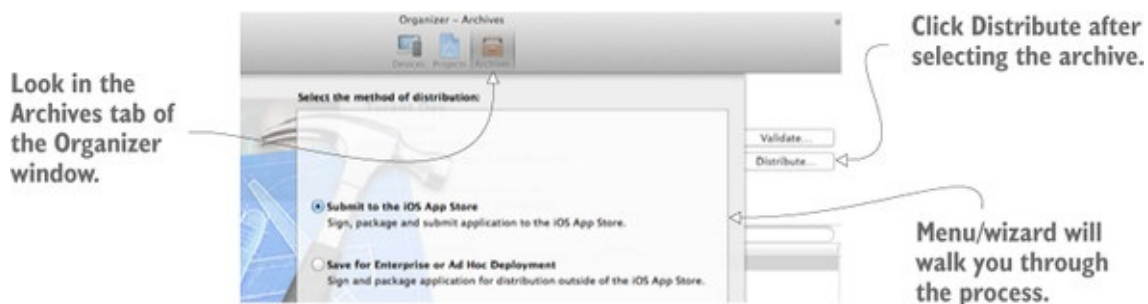 Organizer – Archives
Devices Projects Archives
Click Distribute after
selecting the archive.
Look in the
Archives tab of
the Organizer
window.
Select the method of distribution:
Validate...
Distribute...
Submit to the iOS App Store
Sign, package and submit application to the iOS App Store.
Save for Enterprise or Ad Hoc Deployment
Sign and package application for distribution outside of the iOS App Store.
Menu/wizard will
walk you through
the process.